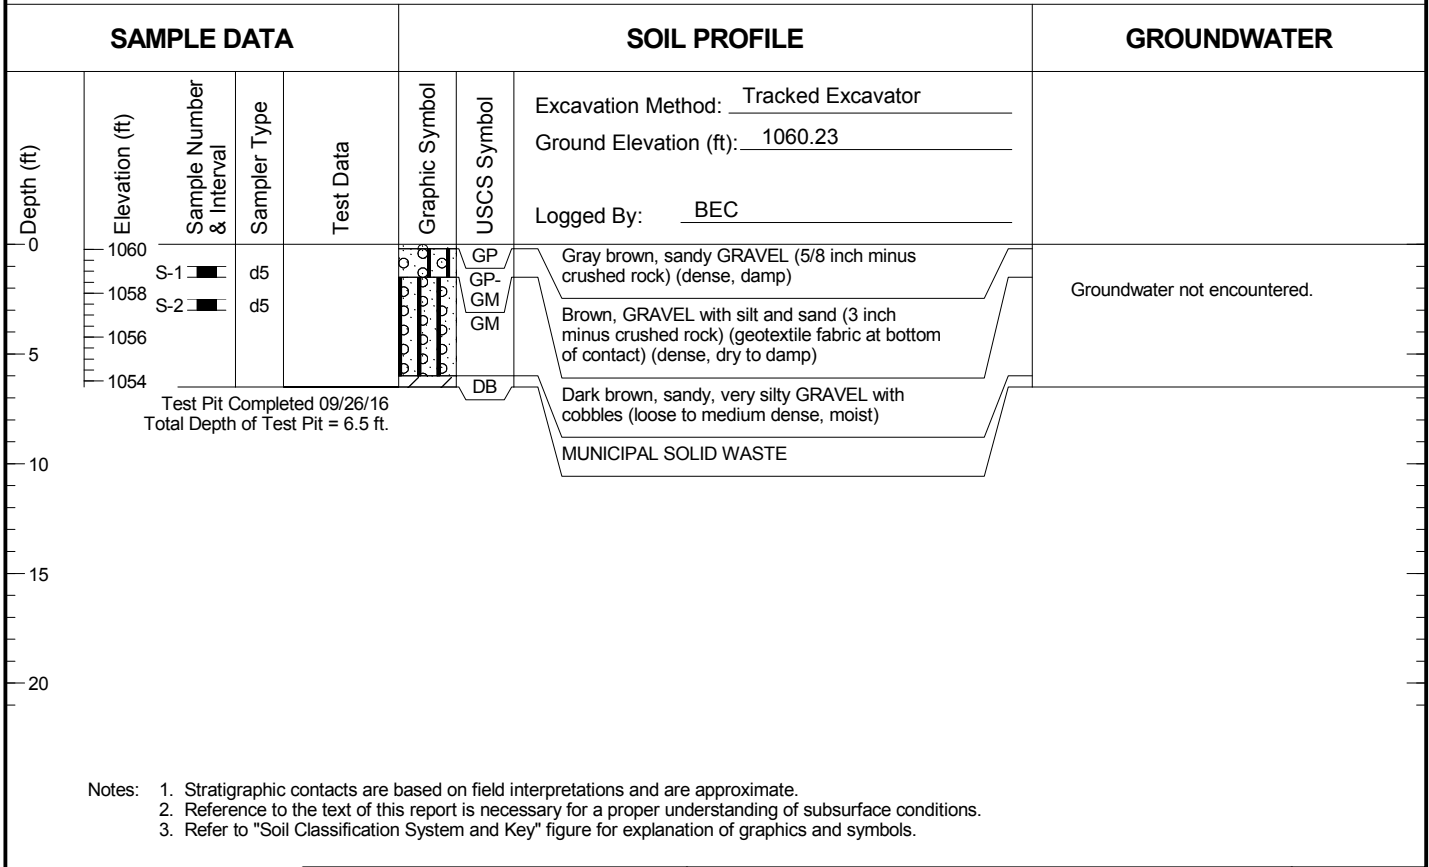 SAMPLE DATA
SOIL PROFILE
GROUNDWATER
Depth (ft)
Elevation (ft)
Sample Number
& Interval
Sampler Type
Test Data
Graphic Symbol
USCS Symbol
Excavation Method: Tracked Excavator
Ground Elevation (ft): 1060.23
Logged By: BEC
0
5
10
15
20
1060
1058
1056
1054
S-1
d5
S-2
d5
GP
GP-
GM
GM
DB
Gray brown, sandy GRAVEL (5/8 inch minus
crushed rock) (dense, damp)
Brown, GRAVEL with silt and sand (3 inch
minus crushed rock) (geotextile fabric at bottom
of contact) (dense, dry to damp)
Dark brown, sandy, very silty GRAVEL with
cobbles (loose to medium dense, moist)
MUNICIPAL SOLID WASTE
Groundwater not encountered.
Test Pit Completed 09/26/16
Total Depth of Test Pit = 6.5 ft.
Notes: 1. Stratigraphic contacts are based on field interpretations and are approximate.
2. Reference to the text of this report is necessary for a proper understanding of subsurface conditions.
3. Refer to "Soil Classification System and Key" figure for explanation of graphics and symbols.